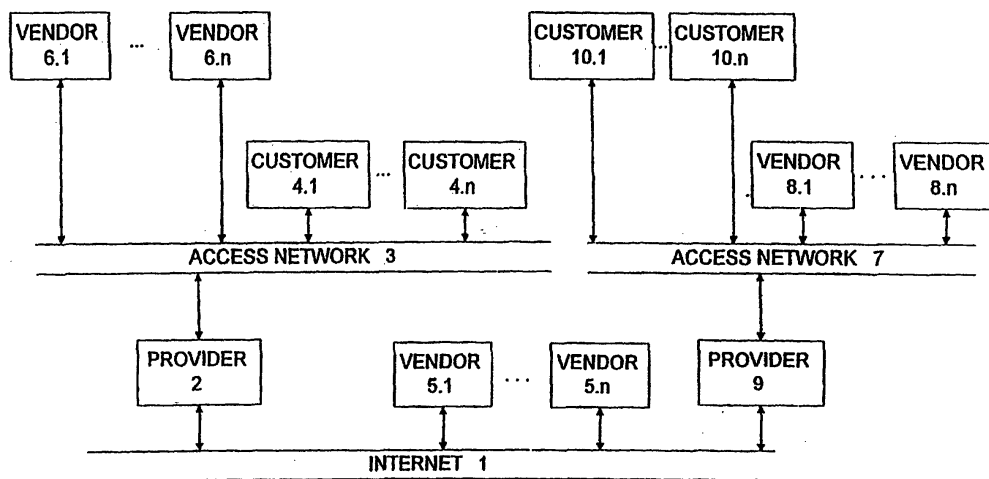 VENDOR 6.1 ... VENDOR 6.n
CUSTOMER 10.1 ... CUSTOMER 10.n
CUSTOMER 4.1 ... CUSTOMER 4.n
VENDOR 8.1 ... VENDOR 8.n
ACCESS NETWORK 3
ACCESS NETWORK 7
PROVIDER 2
VENDOR 5.1 ... VENDOR 5.n
PROVIDER 9
INTERNET 1